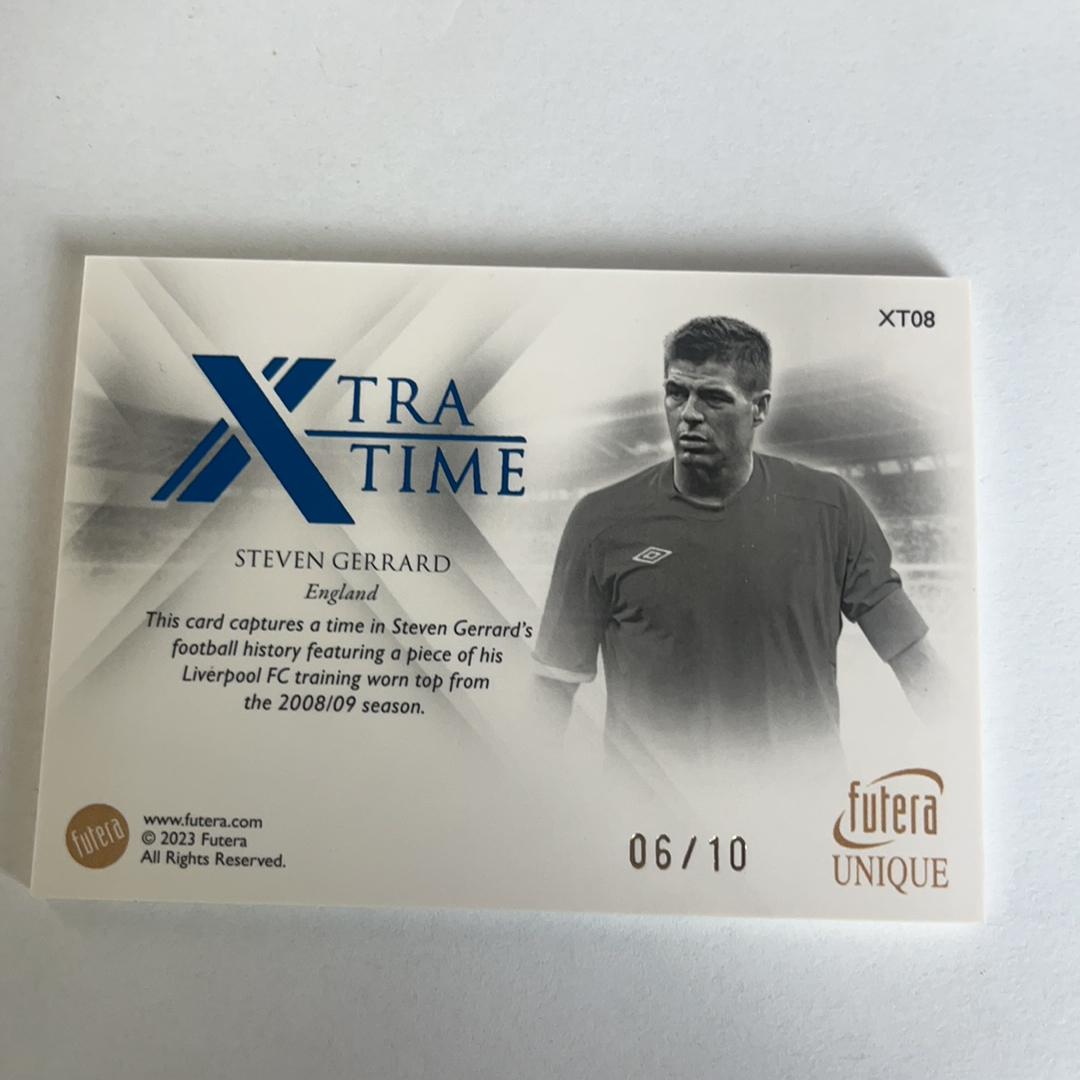 XT08
XTRA
TIME
STEVEN GERRARD
England
This card captures a time in Steven Gerrard's
football history featuring a piece of his
Liverpool FC training worn top from
the 2008/09 season.
futera
www.futera.com
© 2023 Futera
All Rights Reserved.
06/10
futera
UNIQUE